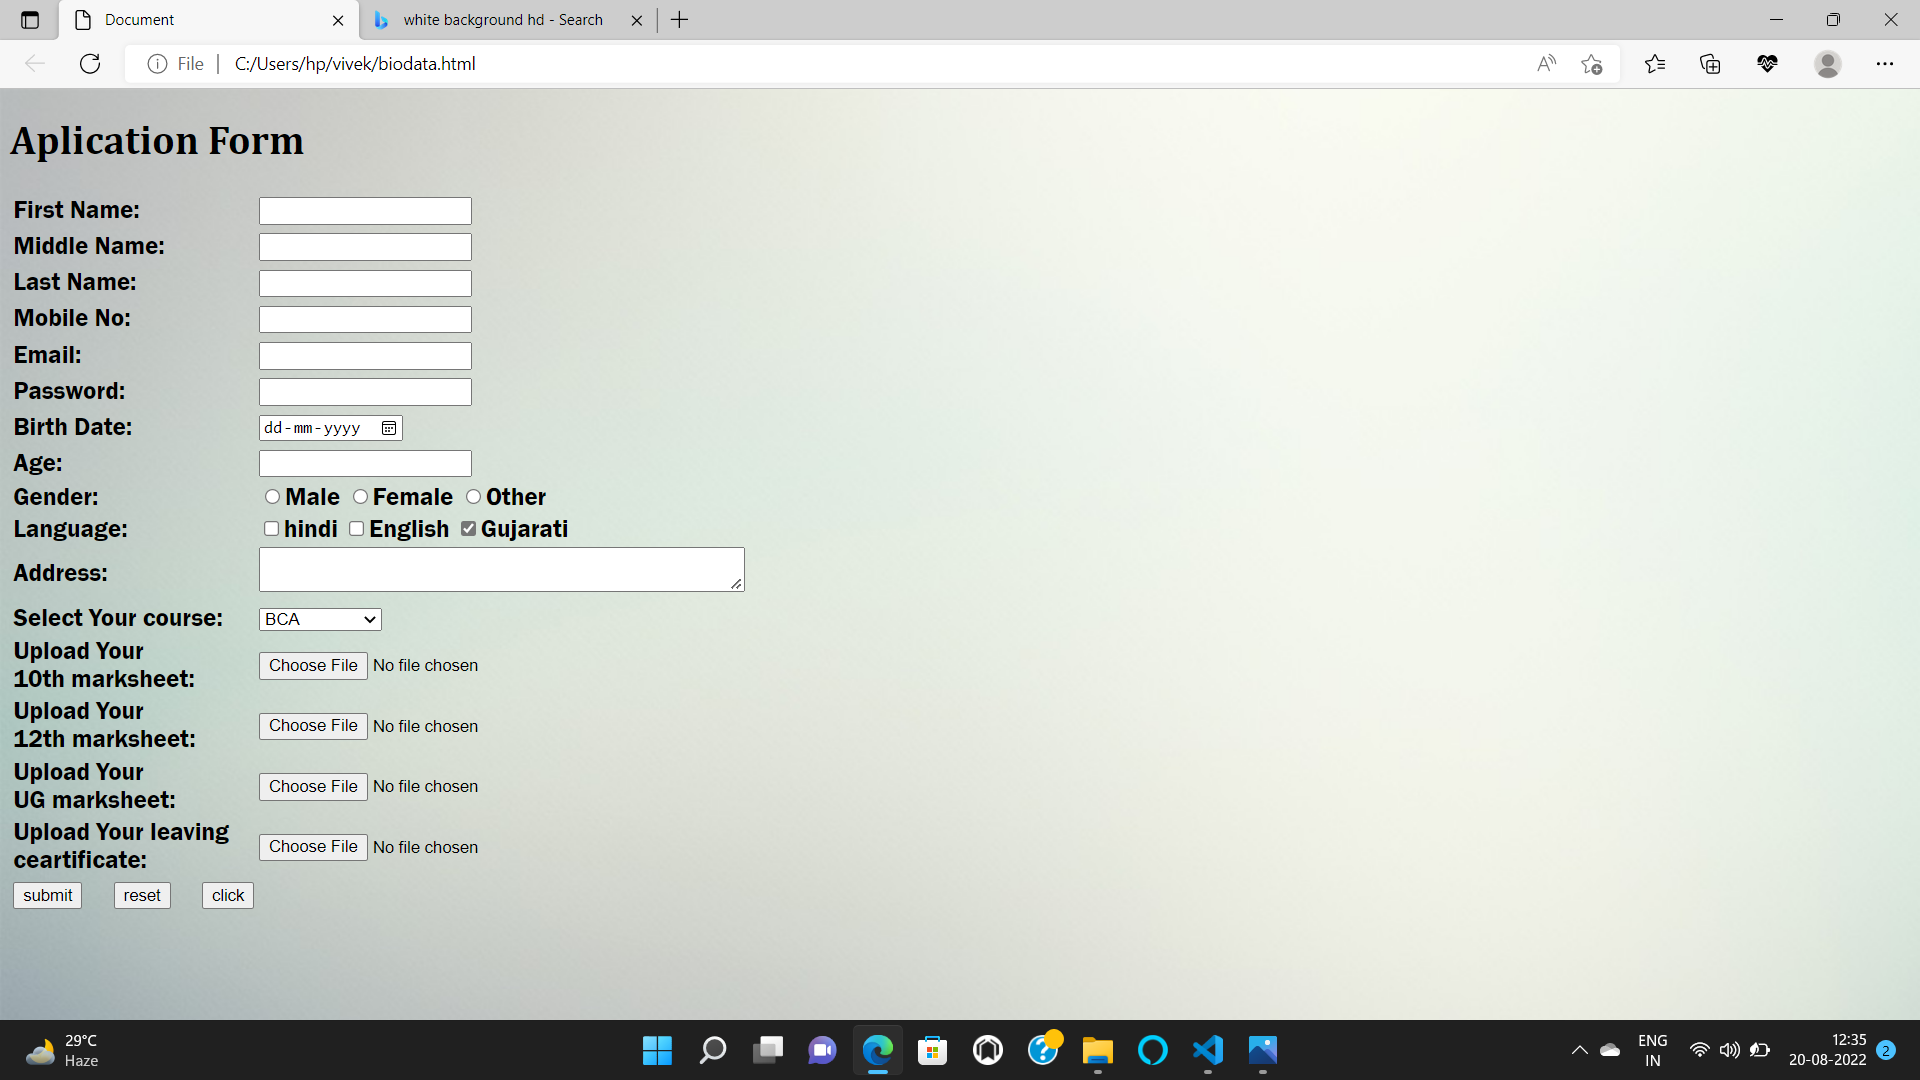 Document
white background hd - Search
File
C:/Users/hp/vivek/biodata.html
Aplication Form
First Name:
Middle Name:
Last Name:
Mobile No:
Email:
Password:
Birth Date: dd-mm-yyyy
Age:
Gender: Male Female Other
Language: hindi English Gujarati
Address:
Select Your course: BCA
Upload Your
10th marksheet: Choose File No file chosen
Upload Your
12th marksheet: Choose File No file chosen
Upload Your
UG marksheet: Choose File No file chosen
Upload Your leaving
ceartificate: Choose File No file chosen
submit reset click
29°C
Haze
ENG
IN
12:35
20-08-2022
2